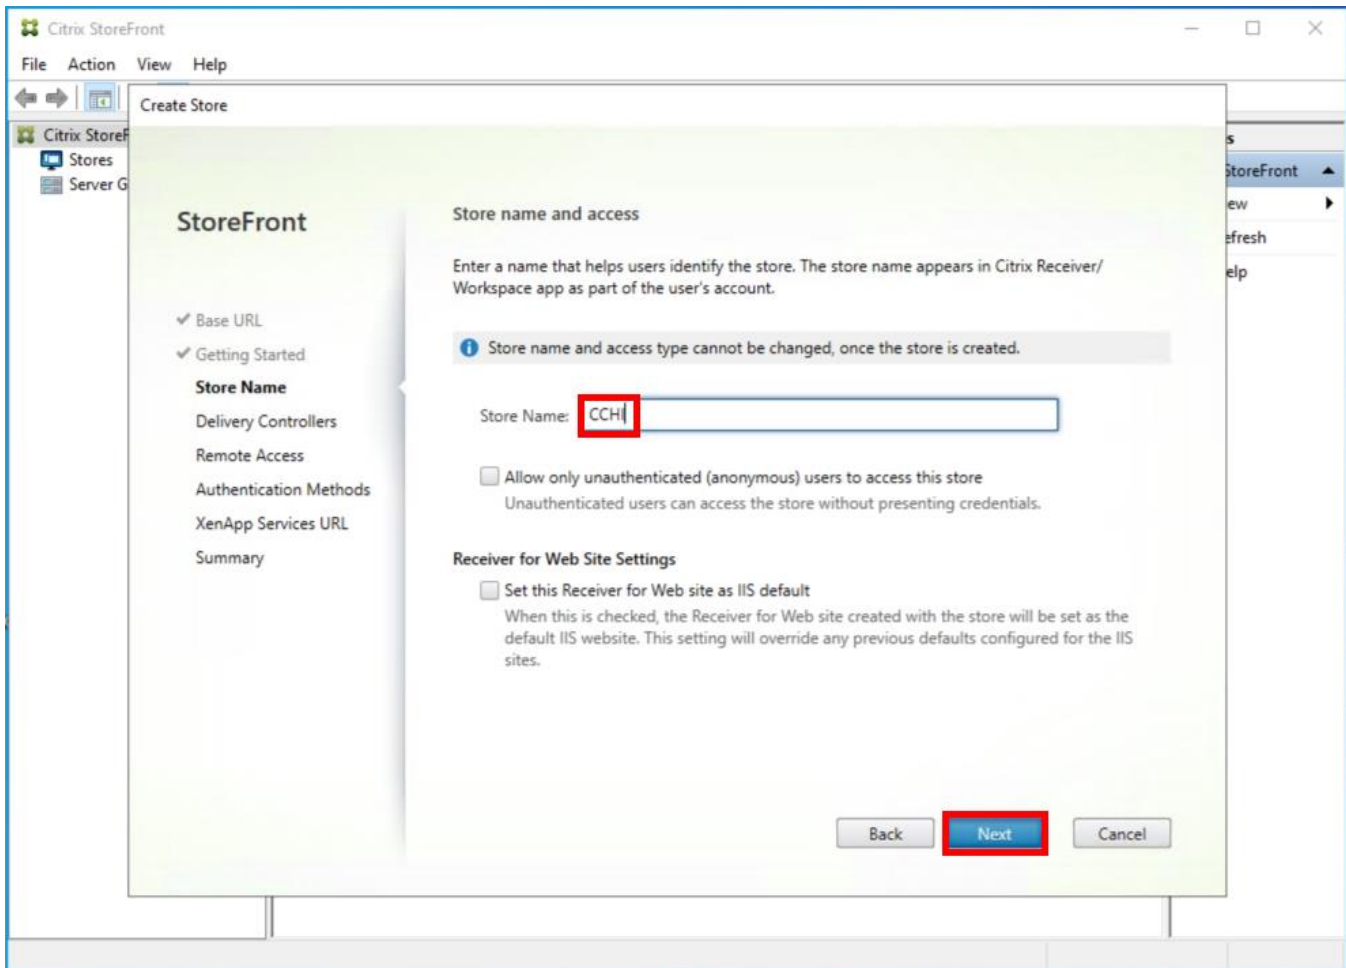 Citrix StoreFront
File Action View Help
Create Store
Citrix StoreF
Stores
Server G
s
StoreFront
ew
efresh
elp
StoreFront
Base URL
Getting Started
Store Name
Delivery Controllers
Remote Access
Authentication Methods
XenApp Services URL
Summary
Store name and access
Enter a name that helps users identify the store. The store name appears in Citrix Receiver/
Workspace app as part of the user's account.
Store name and access type cannot be changed, once the store is created.
Store Name: CCHI
Allow only unauthenticated (anonymous) users to access this store
Unauthenticated users can access the store without presenting credentials.
Receiver for Web Site Settings
Set this Receiver for Web site as IIS default
When this is checked, the Receiver for Web site created with the store will be set as the
default IIS website. This setting will override any previous defaults configured for the IIS
sites.
Back Next Cancel